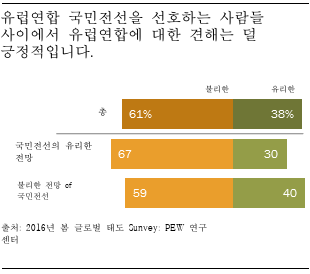 유럽연합 국민전선을 선호하는 사람들
사이에서 유럽연합에 대한 견해는 덜
긍정적입니다.
불리한 유리한
총 61% 38%
국민전선의 유리한
전망
67 30
불리한 전망 of
국민전선
59 40
출처: 2016년 봄 글로벌 태도 Survey: PEW 연구
센터